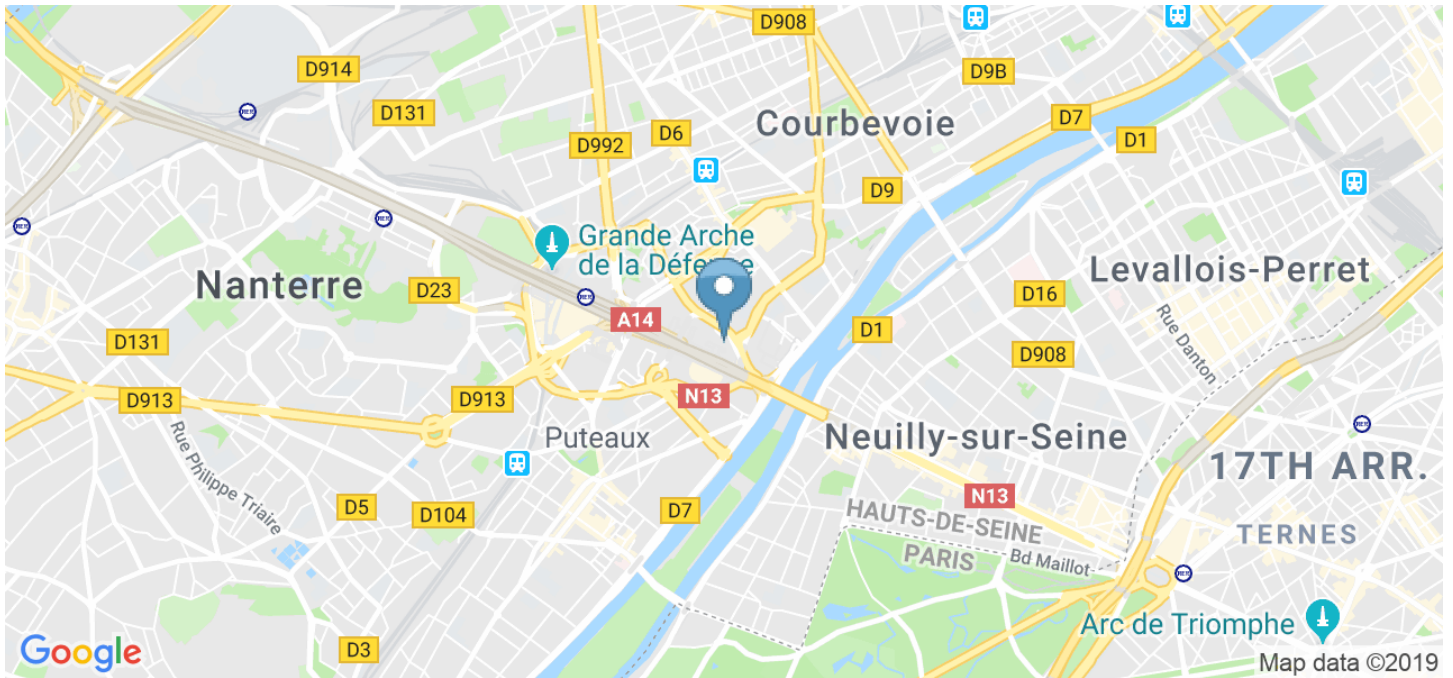 D908
D914
D9B
D131
D7
Courbevoie
D6
D1
D992
D9
Grande Arche
de la Défense
Levallois-Perret
Nanterre
D23
D16
A14
D1
Rue Danton
D131
D908
D913
D913
N13
Puteaux
Neuilly-sur-Seine
17TH ARR.
Rue Philippe Triaire
N13
D5
D104
D7
HAUTS-DE-SEINE
PARIS
TERNES
Bd Maillot
Arc de Triomphe
D3
Google
Map data ©2019